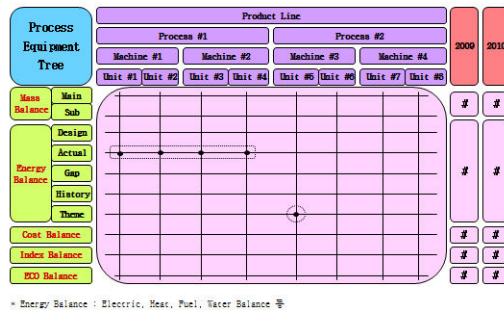 Process
Equipment
Tree
Product Line
Process #1 Process #2
Machine #1 Machine #2 Machine #3 Machine #4
Unit #1 Unit #2 Unit #3 Unit #4 Unit #5 Unit #6 Unit #7 Unit #8
2009 2010
Mass
Balance
Main
Sub
# #
Energy
Balance
Design
Actual
Gap
History
Theme
# #
Cost Balance # #
Index Balance # #
ECO Balance # #
* Energy Balance : Electric, Heat, Fuel, Water Balance 등